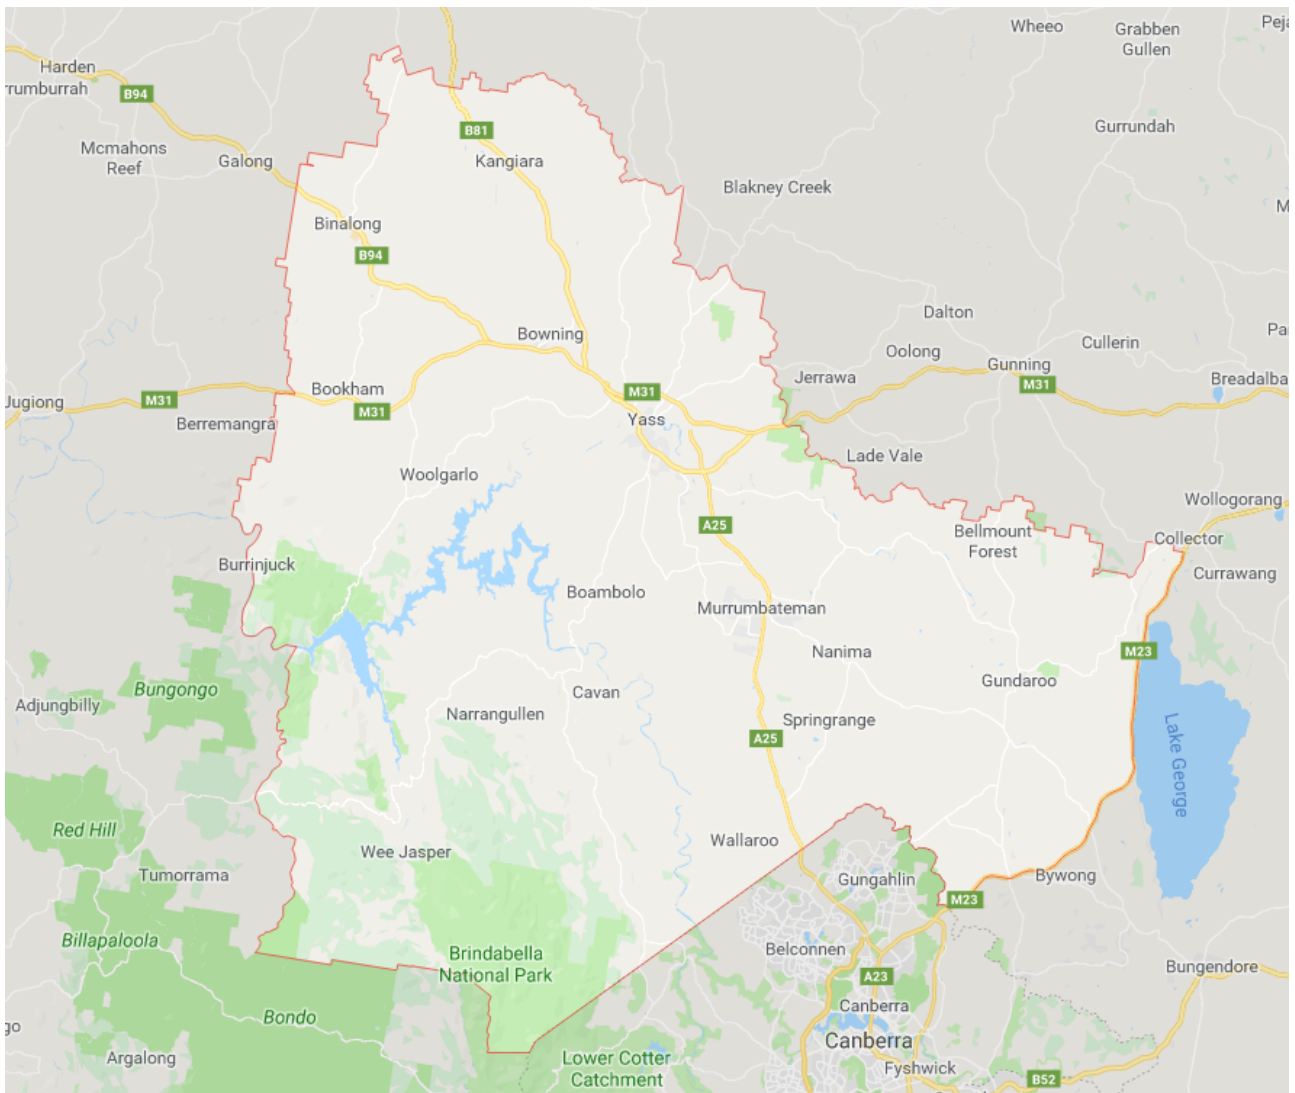 Wheeo
Grabben
Gullen
Peja
Harden
rrumburrah
B94
B81
Gurrundah
Mcmahons
Reef
Galong
Kangiara
Blakney Creek
M
Binalong
B94
Dalton
Bowning
Cullerin
Pa
Oolong
Gunning
Jerrawa
M31
Breadalba
Bookham
M31
M31
M31
Jugiong
Yass
Berremangra
Lade Vale
Woolgarlo
Wollogorang
A25
Bellmount
Forest
Collector
Burrinjuck
Currawang
Boambolo
Murrumbateman
Nanima
M23
Gundaroo
Bungongo
Cavan
Adjungbilly
Narrangullen
Springrange
A25
Lake George
Red Hill
Wallaroo
Wee Jasper
Tumorrama
Gungahlin
Bywong
M23
Billapaloola
Belconnen
Brindabella
National Park
Bungendore
A23
Canberra
Bondo
go
Canberra
Argalong
Lower Cotter
Catchment
Fyshwick
B52